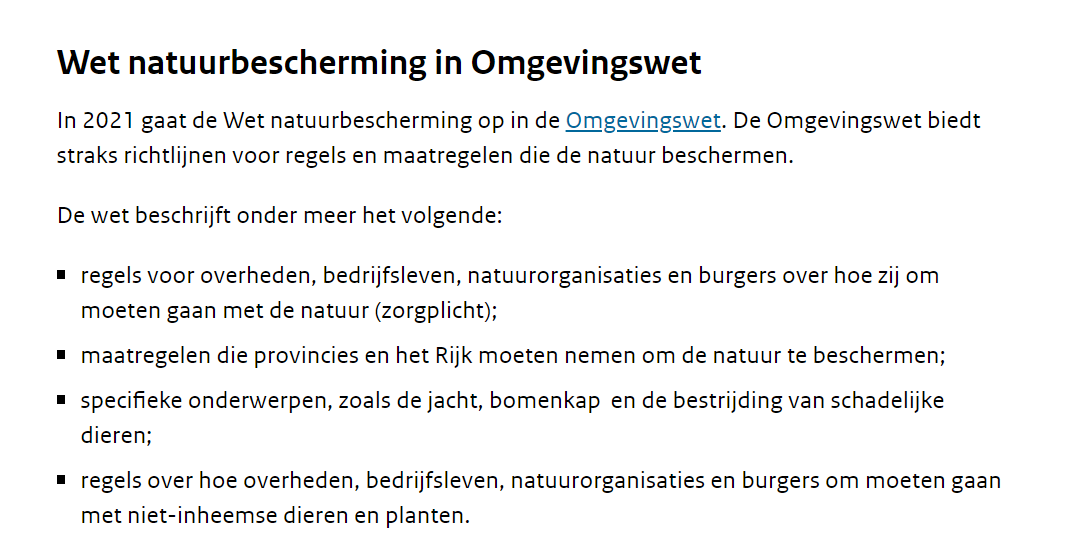 Wet natuurbescherming in Omgevingswet
In 2021 gaat de Wet natuurbescherming op in de Omgevingswet. De Omgevingswet biedt
straks richtlijnen voor regels en maatregelen die de natuur beschermen.
De wet beschrijft onder meer het volgende:
▪ regels voor overheden, bedrijfsleven, natuurorganisaties en burgers over hoe zij om
moeten gaan met de natuur (zorgplicht);
▪ maatregelen die provincies en het Rijk moeten nemen om de natuur te beschermen;
▪ specifieke onderwerpen, zoals de jacht, bomenkap  en de bestrijding van schadelijke
dieren;
▪ regels over hoe overheden, bedrijfsleven, natuurorganisaties en burgers om moeten gaan
met niet-inheemse dieren en planten.